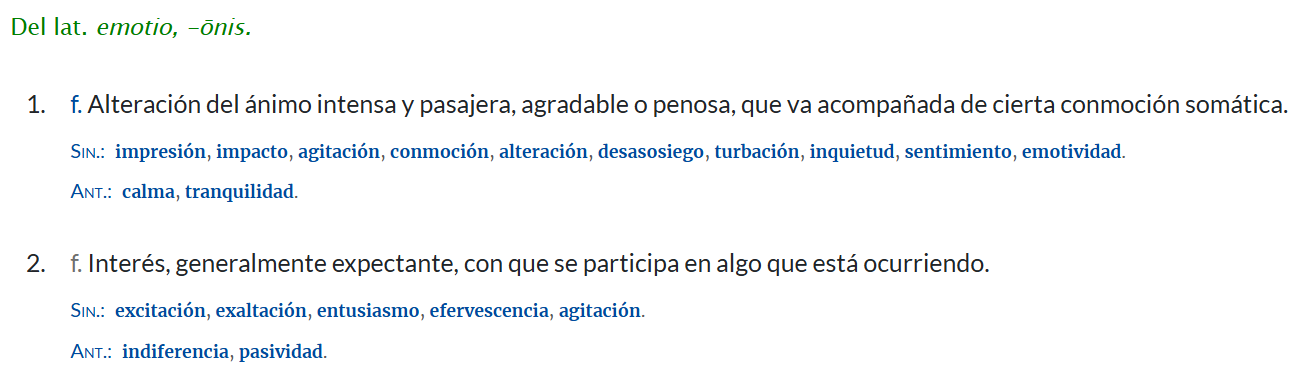 Del lat. emotio, -ōnis.
1. f. Alteración del ánimo intensa y pasajera, agradable o penosa, que va acompañada de cierta conmoción somática.
Sin.: impresión, impacto, agitación, conmoción, alteración, desasosiego, turbación, inquietud, sentimiento, emotividad.
Ant.: calma, tranquilidad.
2. f. Interés, generalmente expectante, con que se participa en algo que está ocurriendo.
Sin.: excitación, exaltación, entusiasmo, efervescencia, agitación.
Ant.: indiferencia, pasividad.